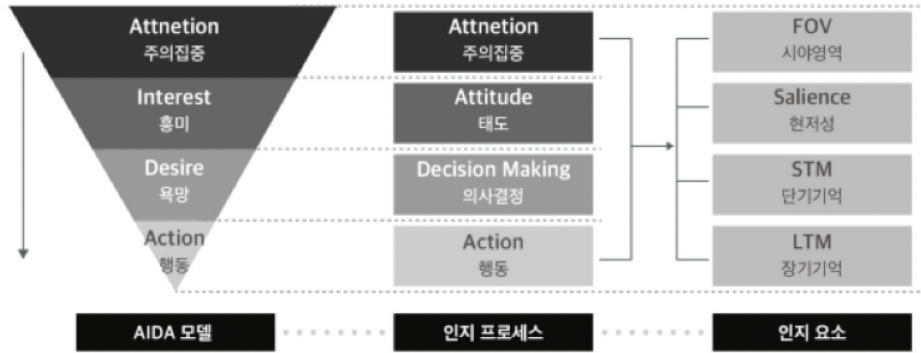 Attnetion
주의집중
Interest
흥미
Desire
욕망
Action
행동
AIDA 모델
Attnetion
주의집중
Attitude
태도
Decision Making
의사결정
Action
행동
인지 프로세스
FOV
시야영역
Salience
현저성
STM
단기기억
LTM
장기기억
인지 요소